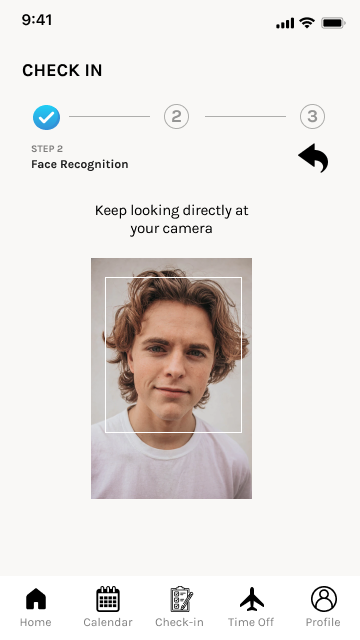 9:41
CHECK IN
2
3
STEP 2
Face Recognition
Keep looking directly at
your camera
Home
Calendar
Check-in
Time Off
Profile